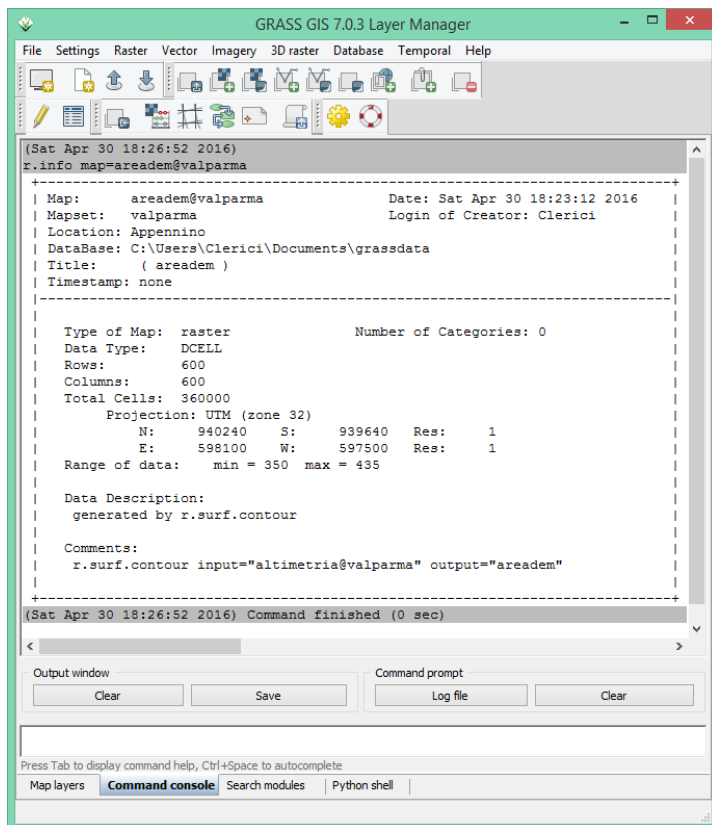 GRASS GIS 7.0.3 Layer Manager
File Settings Raster Vector Imagery 3D raster Database Temporal Help
(Sat Apr 30 18:26:52 2016)
r.info map=areadem@valparma
+----------------------------------------------------------------------------+
| Map:      areadem@valparma               Date: Sat Apr 30 18:23:12 2016    |
| Mapset:   valparma                       Login of Creator: Clerici         |
| Location: Appennino                                                        |
| DataBase: C:\Users\Clerici\Documents\grassdata                             |
| Title:     ( areadem )                                                     |
| Timestamp: none                                                            |
|----------------------------------------------------------------------------|
|                                                                            |
|   Type of Map:  raster               Number of Categories: 0               |
|   Data Type:    DCELL                                                      |
|   Rows:         600                                                        |
|   Columns:      600                                                        |
|   Total Cells:  360000                                                     |
|        Projection: UTM (zone 32)                                           |
|            N:     940240    S:     939640   Res:     1                     |
|            E:     598100    W:     597500   Res:     1                     |
|   Range of data:    min = 350  max = 435                                   |
|                                                                            |
|   Data Description:                                                        |
|    generated by r.surf.contour                                             |
|                                                                            |
|   Comments:                                                                |
|    r.surf.contour input="altimetria@valparma" output="areadem"             |
|                                                                            |
+----------------------------------------------------------------------------+
(Sat Apr 30 18:26:52 2016) Command finished (0 sec)
Output window Command prompt
Clear Save Log file Clear
Press Tab to display command help, Ctrl+Space to autocomplete
Map layers Command console Search modules Python shell